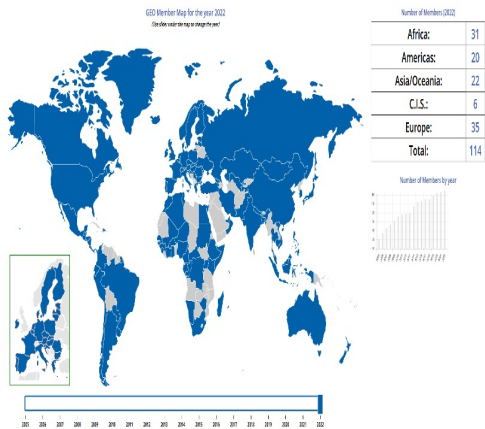 GEO Member Map for the year 2022
(Use slider under the map to change the year)
Number of Members (2022)
Africa: 31
Americas: 20
Asia/Oceania: 22
C.I.S.: 6
Europe: 35
Total: 114
Number of Members by year
2005 2006 2007 2008 2009 2010 2011 2012 2013 2014 2015 2016 2017 2018 2019 2020 2021 2022